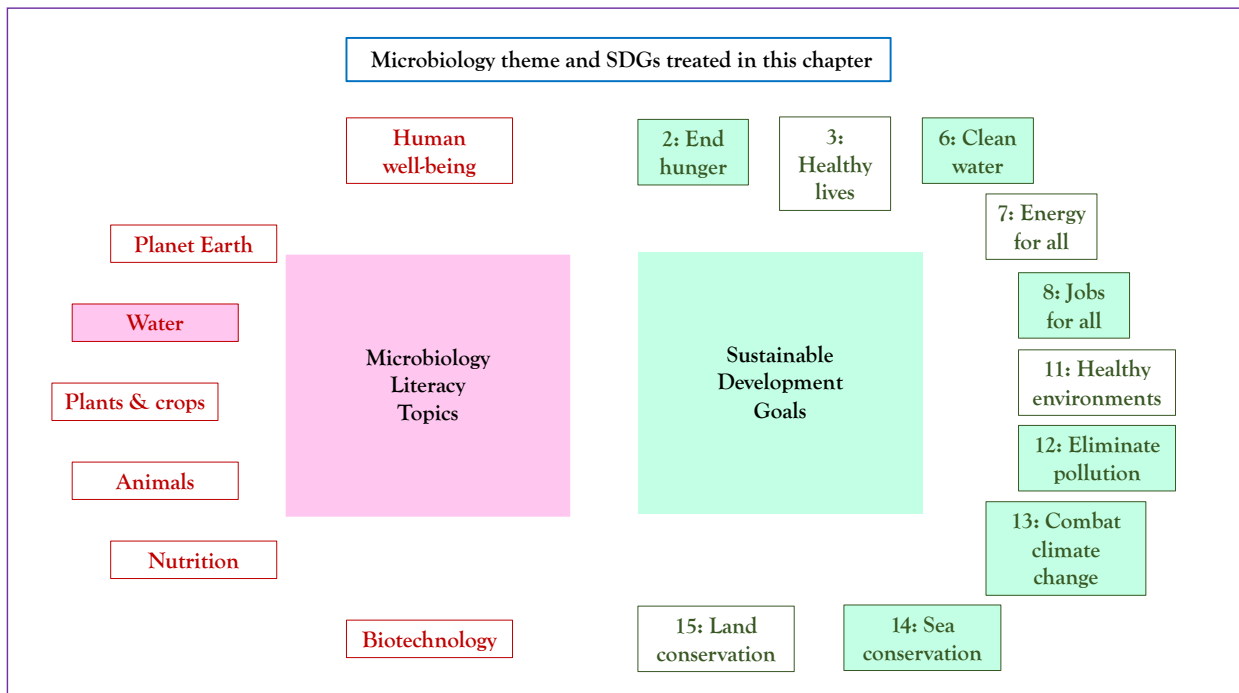 Microbiology theme and SDGs treated in this chapter
Human
well-being
Planet Earth
Water
Plants & crops
Animals
Nutrition
Biotechnology
Microbiology
Literacy
Topics
Sustainable
Development
Goals
2: End
hunger
3:
Healthy
lives
6: Clean
water
7: Energy
for all
8: Jobs
for all
11: Healthy
environments
12: Eliminate
pollution
13: Combat
climate
change
14: Sea
conservation
15: Land
conservation